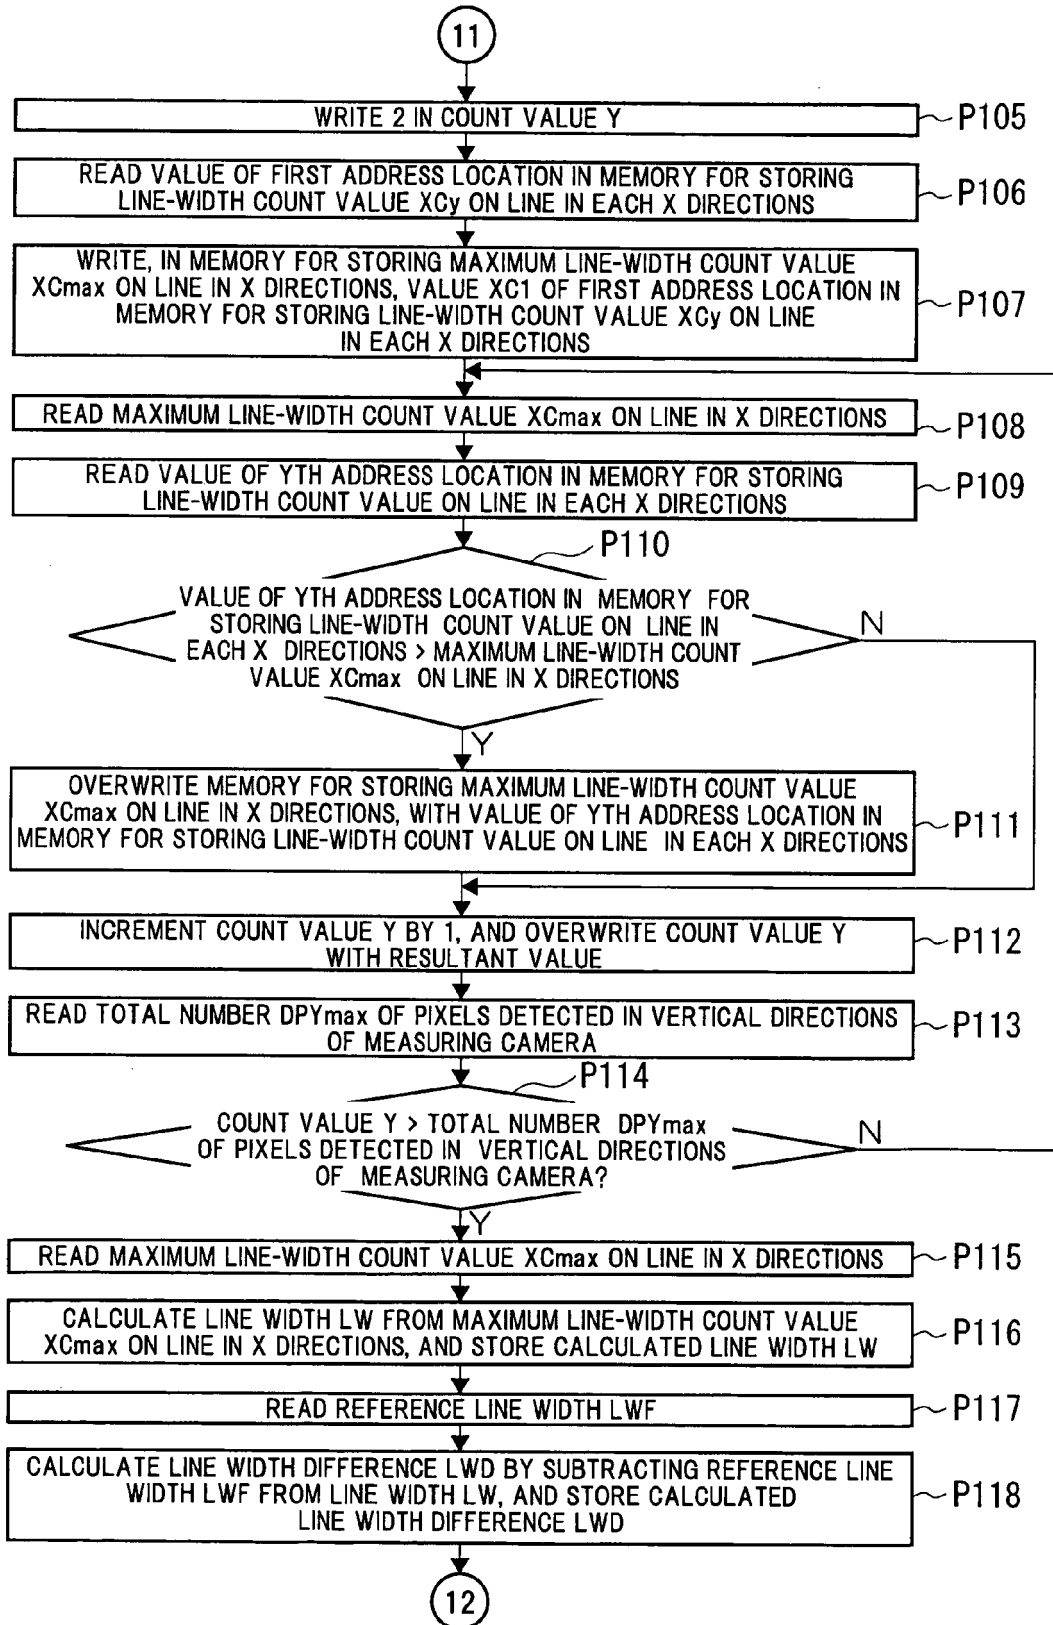 11
WRITE 2 IN COUNT VALUE Y
P105
READ VALUE OF FIRST ADDRESS LOCATION IN MEMORY FOR STORING
LINE-WIDTH COUNT VALUE XCy ON LINE IN EACH X DIRECTIONS
P106
WRITE, IN MEMORY FOR STORING MAXIMUM LINE-WIDTH COUNT VALUE
XCmax ON LINE IN X DIRECTIONS, VALUE XC1 OF FIRST ADDRESS LOCATION IN
MEMORY FOR STORING LINE-WIDTH COUNT VALUE XCy ON LINE
IN EACH X DIRECTIONS
P107
READ MAXIMUM LINE-WIDTH COUNT VALUE XCmax ON LINE IN X DIRECTIONS
P108
READ VALUE OF YTH ADDRESS LOCATION IN MEMORY FOR STORING
LINE-WIDTH COUNT VALUE ON LINE IN EACH X DIRECTIONS
P109
P110
VALUE OF YTH ADDRESS LOCATION IN MEMORY FOR
STORING LINE-WIDTH COUNT VALUE ON LINE IN
EACH X DIRECTIONS > MAXIMUM LINE-WIDTH COUNT
VALUE XCmax ON LINE IN X DIRECTIONS
N
Y
OVERWRITE MEMORY FOR STORING MAXIMUM LINE-WIDTH COUNT VALUE
XCmax ON LINE IN X DIRECTIONS, WITH VALUE OF YTH ADDRESS LOCATION IN
MEMORY FOR STORING LINE-WIDTH COUNT VALUE ON LINE IN EACH X DIRECTIONS
P111
INCREMENT COUNT VALUE Y BY 1, AND OVERWRITE COUNT VALUE Y
WITH RESULTANT VALUE
P112
READ TOTAL NUMBER DPYmax OF PIXELS DETECTED IN VERTICAL DIRECTIONS
OF MEASURING CAMERA
P113
P114
COUNT VALUE Y > TOTAL NUMBER DPYmax
OF PIXELS DETECTED IN VERTICAL DIRECTIONS
OF MEASURING CAMERA?
N
Y
READ MAXIMUM LINE-WIDTH COUNT VALUE XCmax ON LINE IN X DIRECTIONS
P115
CALCULATE LINE WIDTH LW FROM MAXIMUM LINE-WIDTH COUNT VALUE
XCmax ON LINE IN X DIRECTIONS, AND STORE CALCULATED LINE WIDTH LW
P116
READ REFERENCE LINE WIDTH LWF
P117
CALCULATE LINE WIDTH DIFFERENCE LWD BY SUBTRACTING REFERENCE LINE
WIDTH LWF FROM LINE WIDTH LW, AND STORE CALCULATED
LINE WIDTH DIFFERENCE LWD
P118
12